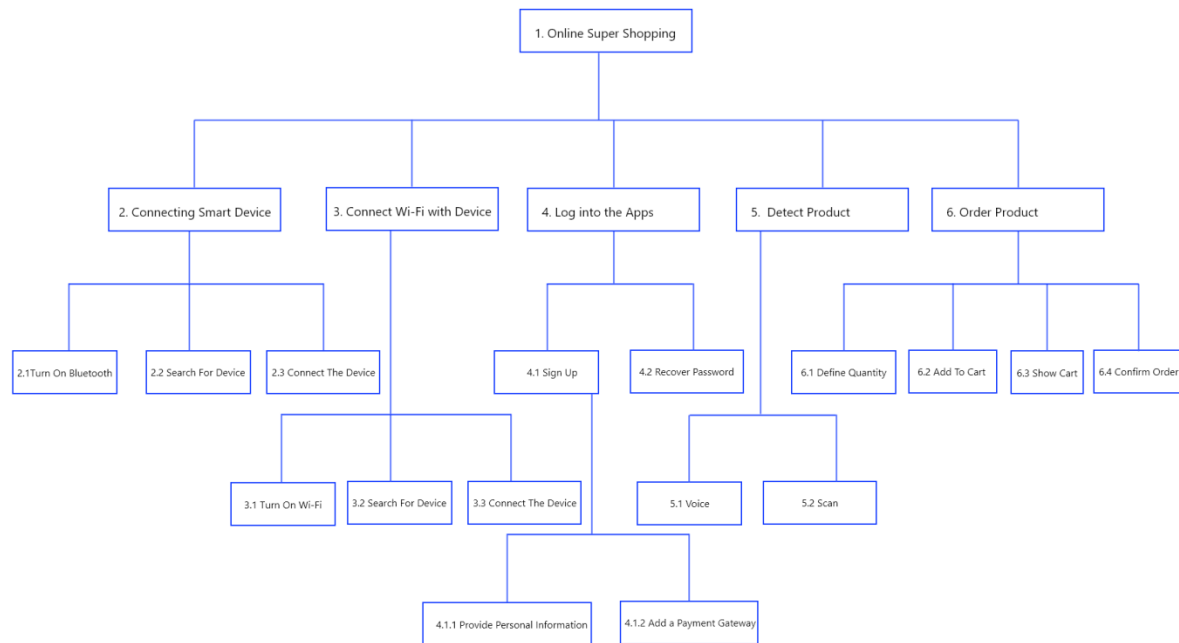 1. Online Super Shopping
2. Connecting Smart Device
3. Connect Wi-Fi with Device
4. Log into the Apps
5. Detect Product
6. Order Product
2.1Turn On Bluetooth
2.2 Search For Device
2.3 Connect The Device
4.1 Sign Up
4.2 Recover Password
6.1 Define Quantity
6.2 Add To Cart
6.3 Show Cart
6.4 Confirm Order
3.1 Turn On Wi-Fi
3.2 Search For Device
3.3 Connect The Device
5.1 Voice
5.2 Scan
4.1.1 Provide Personal Information
4.1.2 Add a Payment Gateway